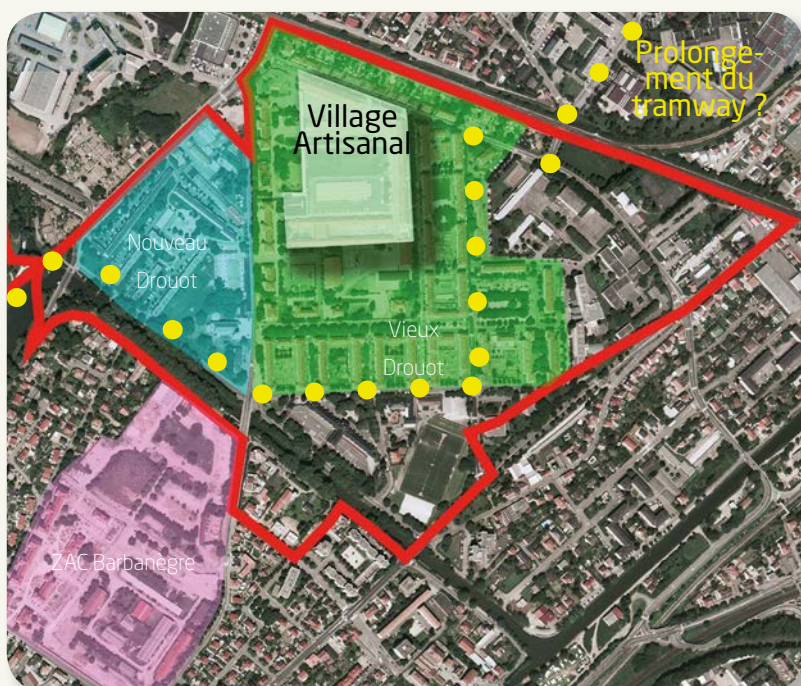 Prolonge-
ment du
tramway ?
Village
Artisanal
Nouveau
Drouot
Vieux
Drouot
ZAC Barbanègre